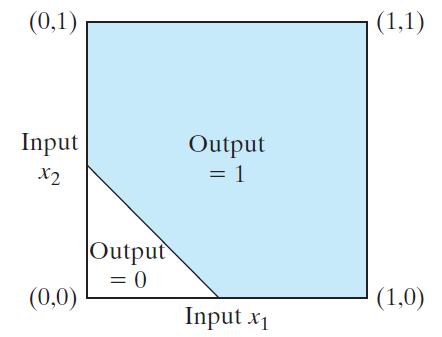 (0,1)
(1,1)
Input
x₂
Output
= 1
Output
= 0
(0,0)
(1,0)
Input x₁